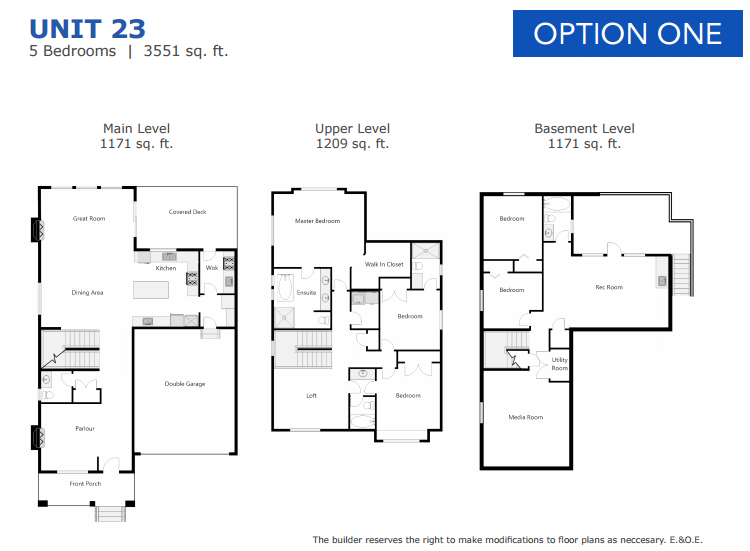 UNIT 23
5 Bedrooms | 3551 sq. ft.
OPTION ONE
Main Level
1171 sq. ft.
Upper Level
1209 sq. ft.
Basement Level
1171 sq. ft.
Great Room
Covered Deck
Kitchen
Wok
Dining Area
Double Garage
Parlour
Front Porch
Master Bedroom
Walk In Closet
Ensuite
Bedroom
Loft
Bedroom
Bedroom
Bedroom
Rec Room
Utility
Room
Media Room
The builder reserves the right to make modifications to floor plans as neccesary. E.&O.E.